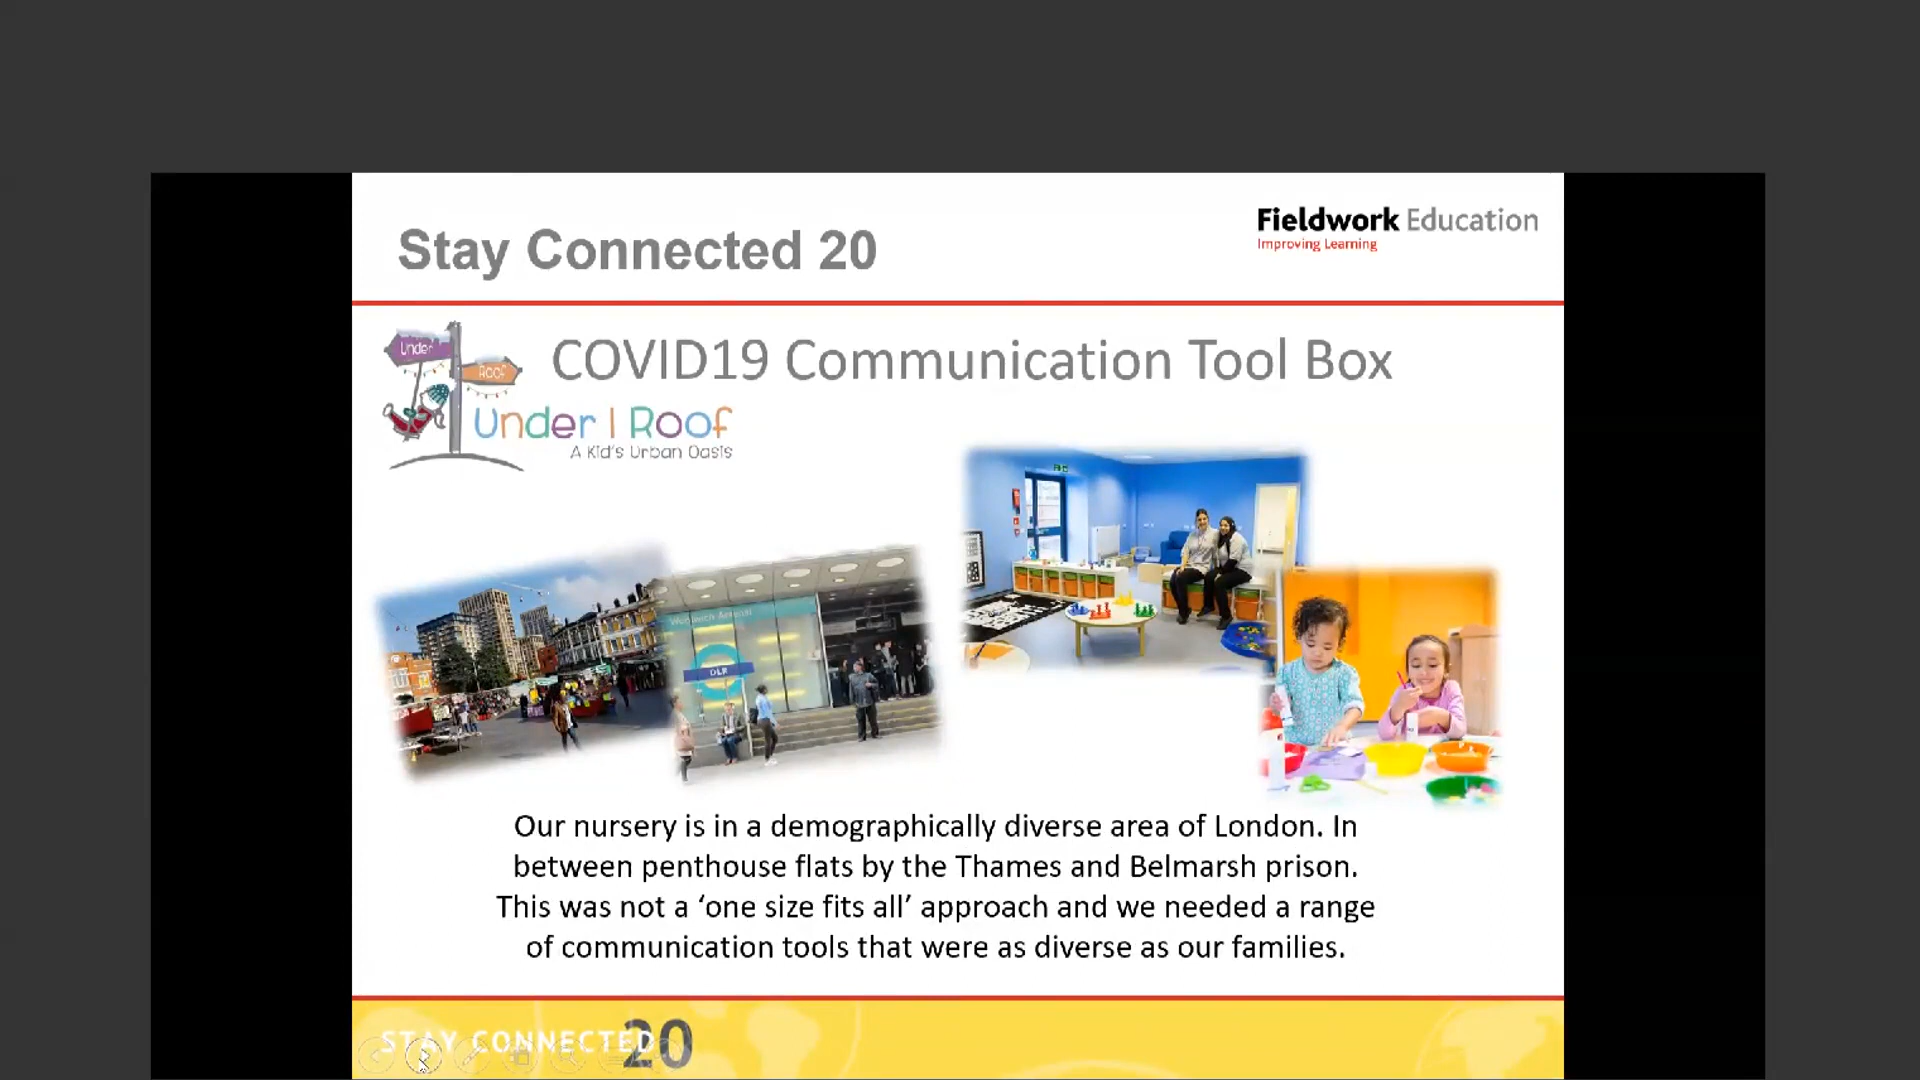 Stay Connected 20
Fieldwork Education
Improving Learning
Under
Roof
COVID19 Communication Tool Box
Under 1 Roof
A Kid's Urban Oasis
Woolwich Arsenal
DLR
Our nursery is in a demographically diverse area of London. In
between penthouse flats by the Thames and Belmarsh prison.
This was not a ‘one size fits all’ approach and we needed a range
of communication tools that were as diverse as our families.
STAY CONNECTED 20